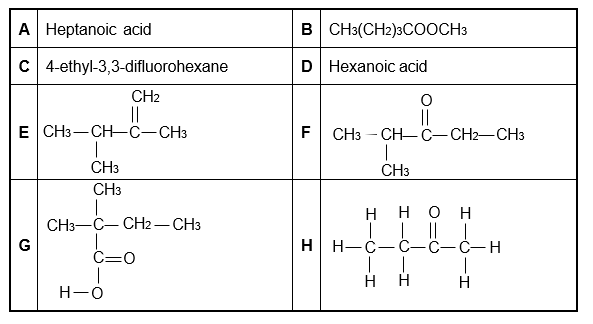 A Heptanoic acid B CH3(CH2)3COOCH3
C 4-ethyl-3,3-difluorohexane D Hexanoic acid
E
CH2
CH3—CH—C—CH3
CH3
F
O
CH3—CH—C—CH2—CH3
CH3
G
CH3
CH3—C—CH2—CH3
C=O
H—O
H
H H O H
H—C—C—C—C—H
H H H